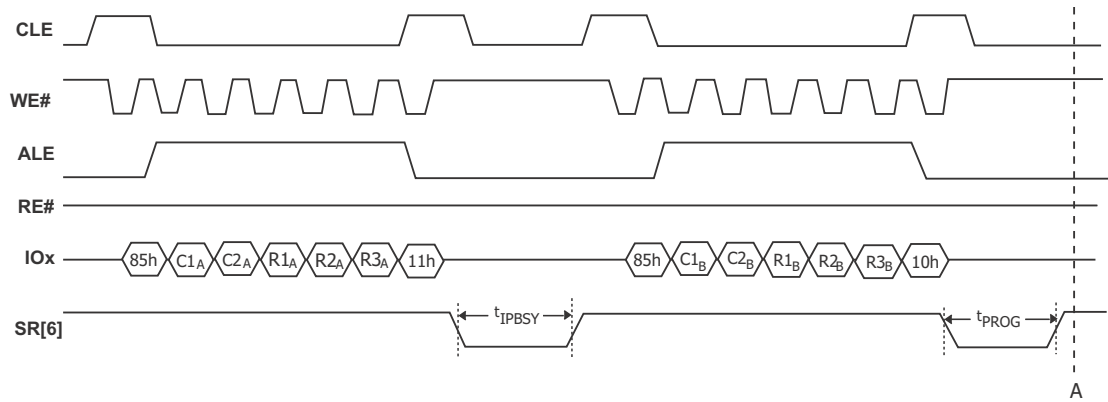 CLE
WE#
ALE
RE#
IOx 85h C1A C2A R1A R2A R3A 11h 85h C1B C2B R1B R2B R3B 10h
SR[6] tIPBSY tPROG
A